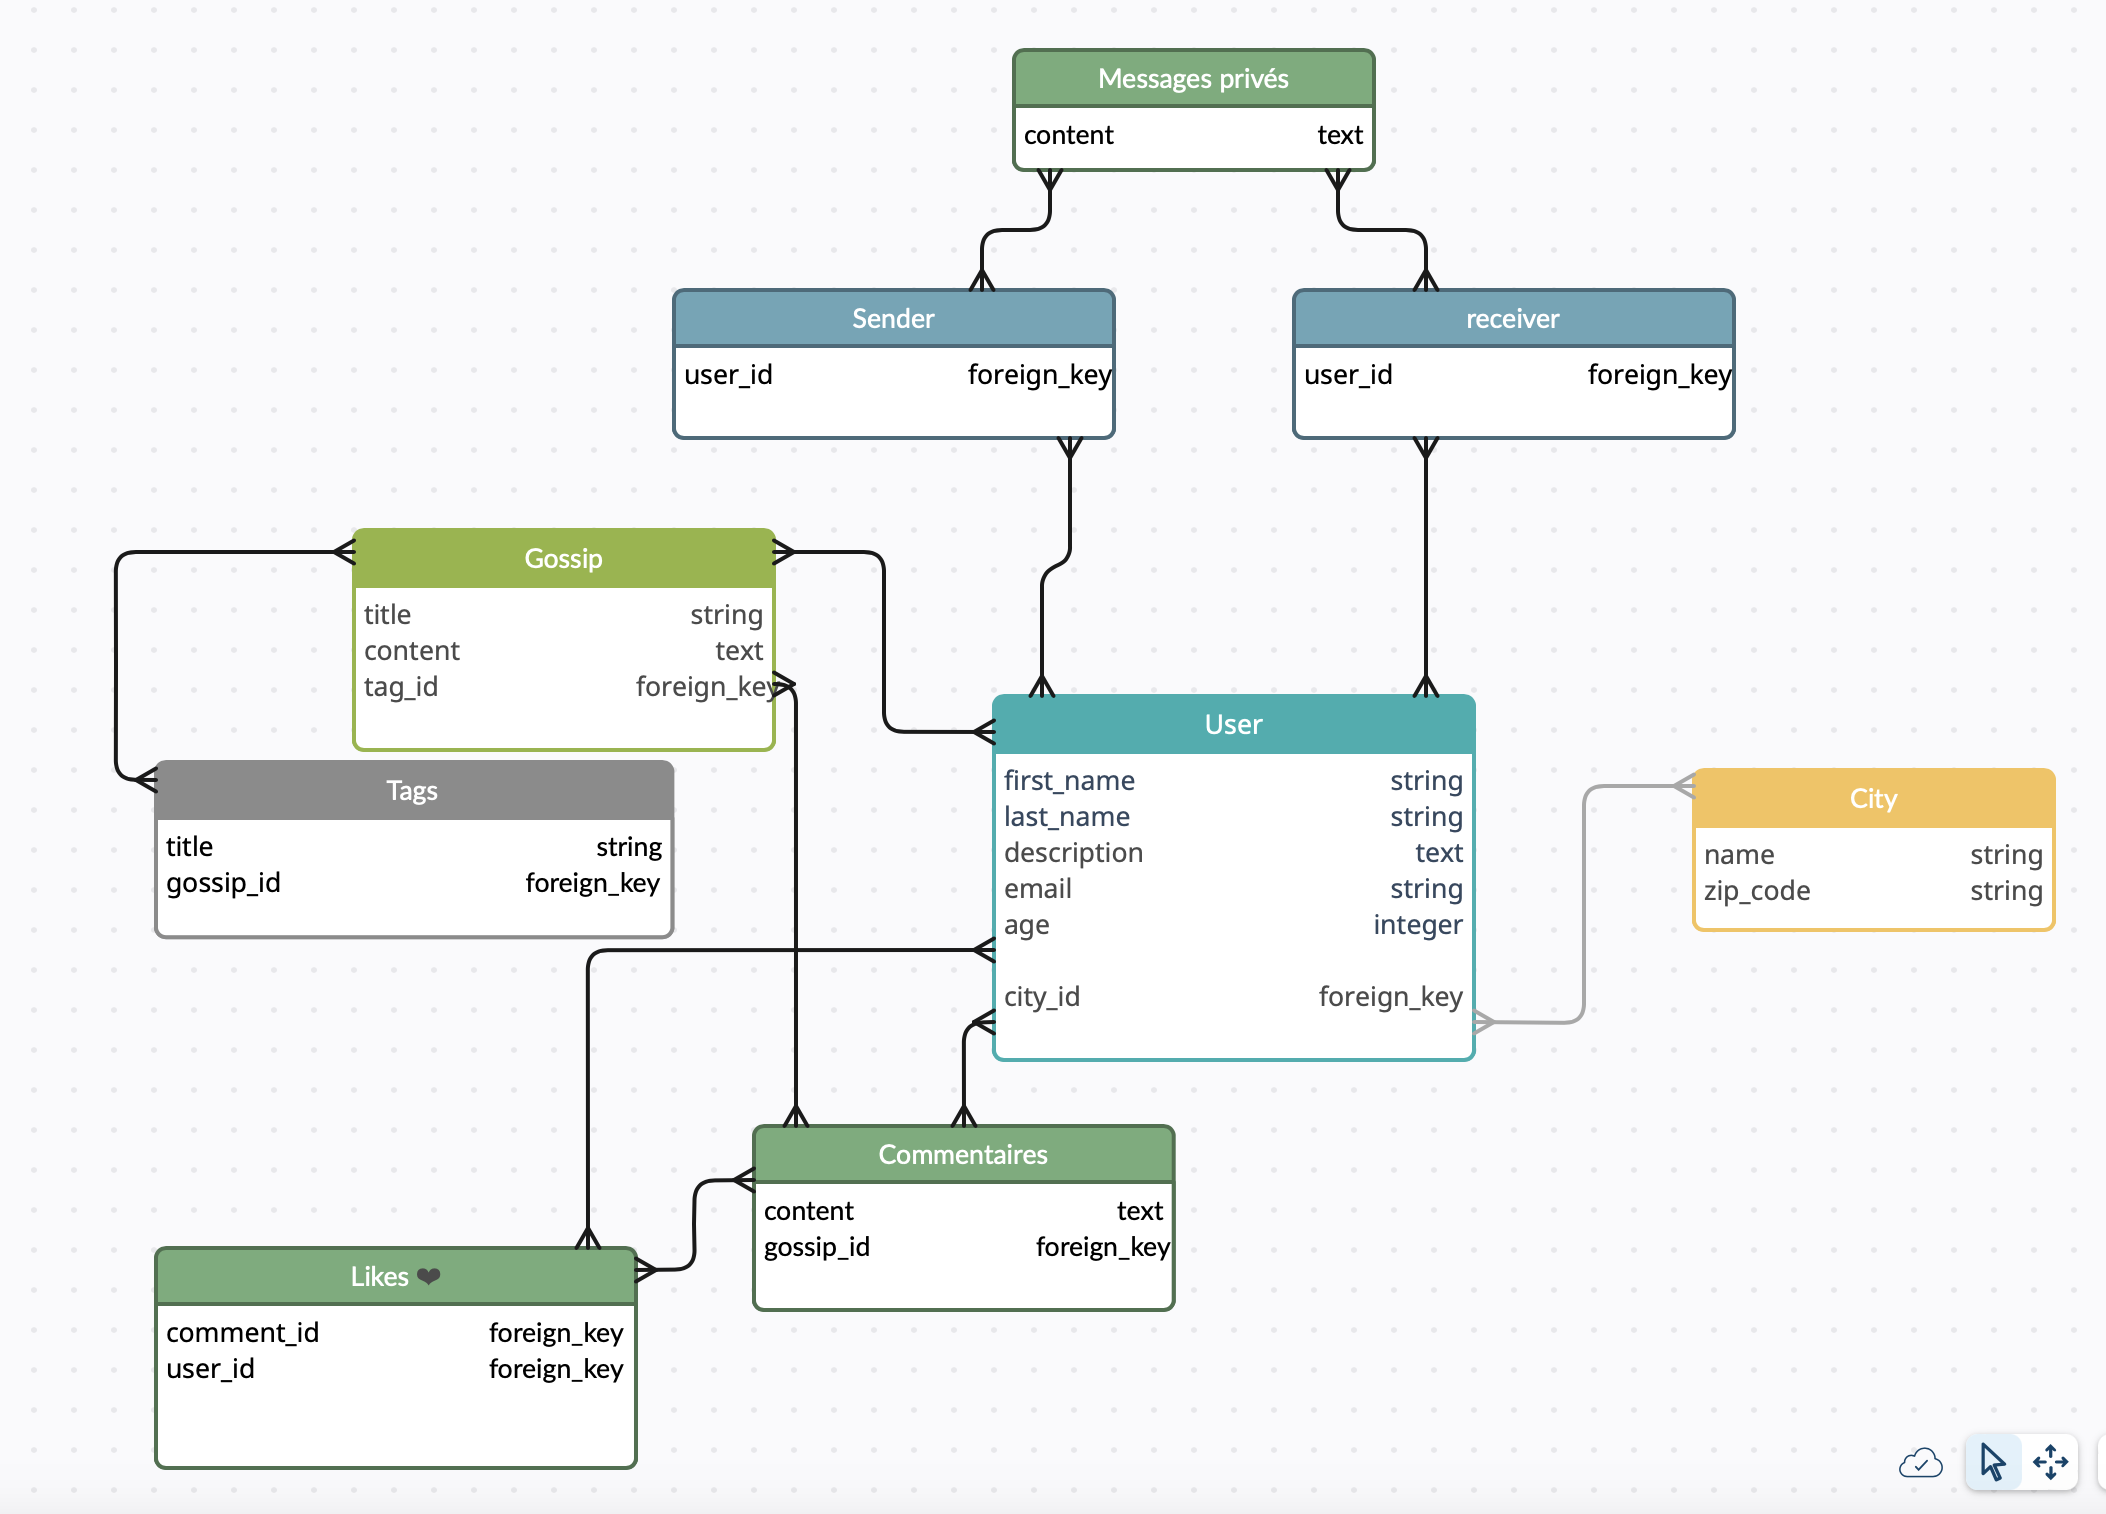 Messages privés
content text
Sender
user_id foreign_key
receiver
user_id foreign_key
Gossip
title string
content text
tag_id foreign_key
Tags
title string
gossip_id foreign_key
User
first_name string
last_name string
description text
email string
age integer
city_id foreign_key
City
name string
zip_code string
Commentaires
content text
gossip_id foreign_key
Likes ❤
comment_id foreign_key
user_id foreign_key